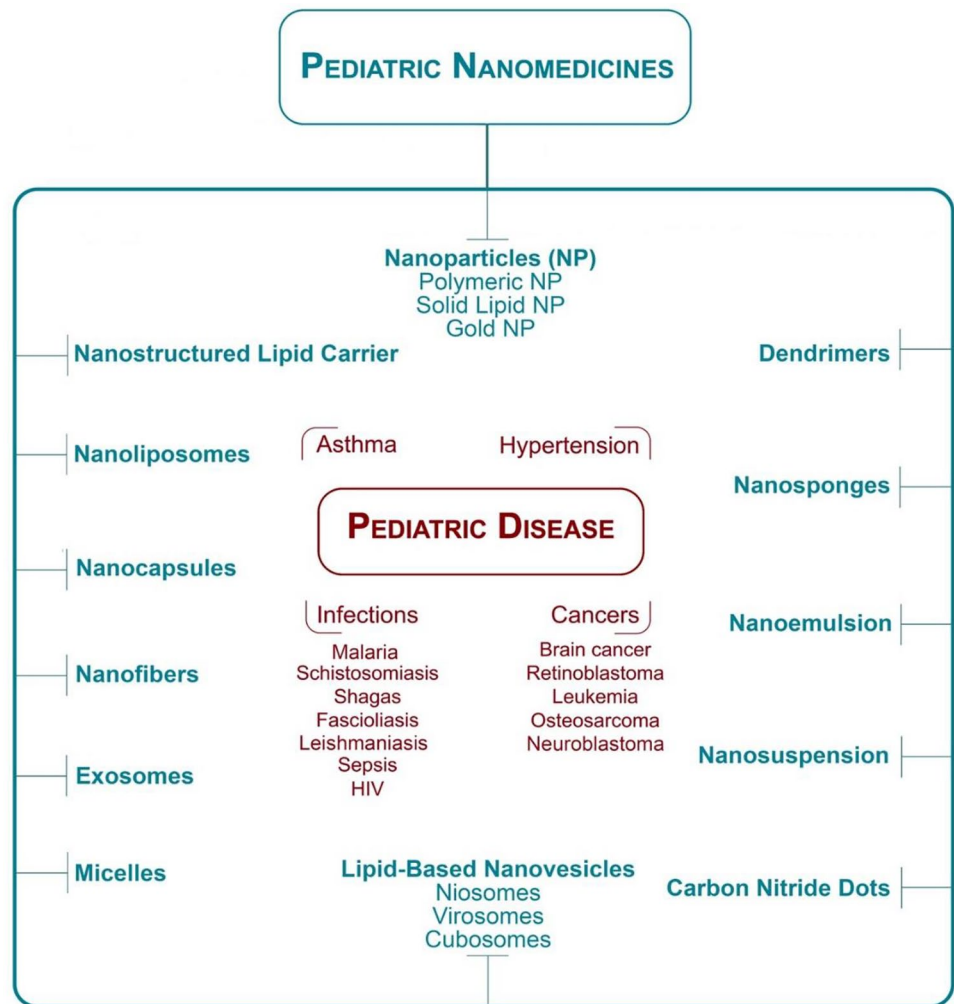 PEDIATRIC NANOMEDICINES
Nanoparticles (NP)
Polymeric NP
Solid Lipid NP
Gold NP
Nanostructured Lipid Carrier
Dendrimers
Nanoliposomes
Asthma
Hypertension
Nanosponges
PEDIATRIC DISEASE
Nanocapsules
Infections
Cancers
Nanoemulsion
Malaria
Schistosomiasis
Shagas
Fascioliasis
Leishmaniasis
Sepsis
HIV
Brain cancer
Retinoblastoma
Leukemia
Osteosarcoma
Neuroblastoma
Nanofibers
Nanosuspension
Exosomes
Micelles
Lipid-Based Nanovesicles
Niosomes
Virosomes
Cubosomes
Carbon Nitride Dots